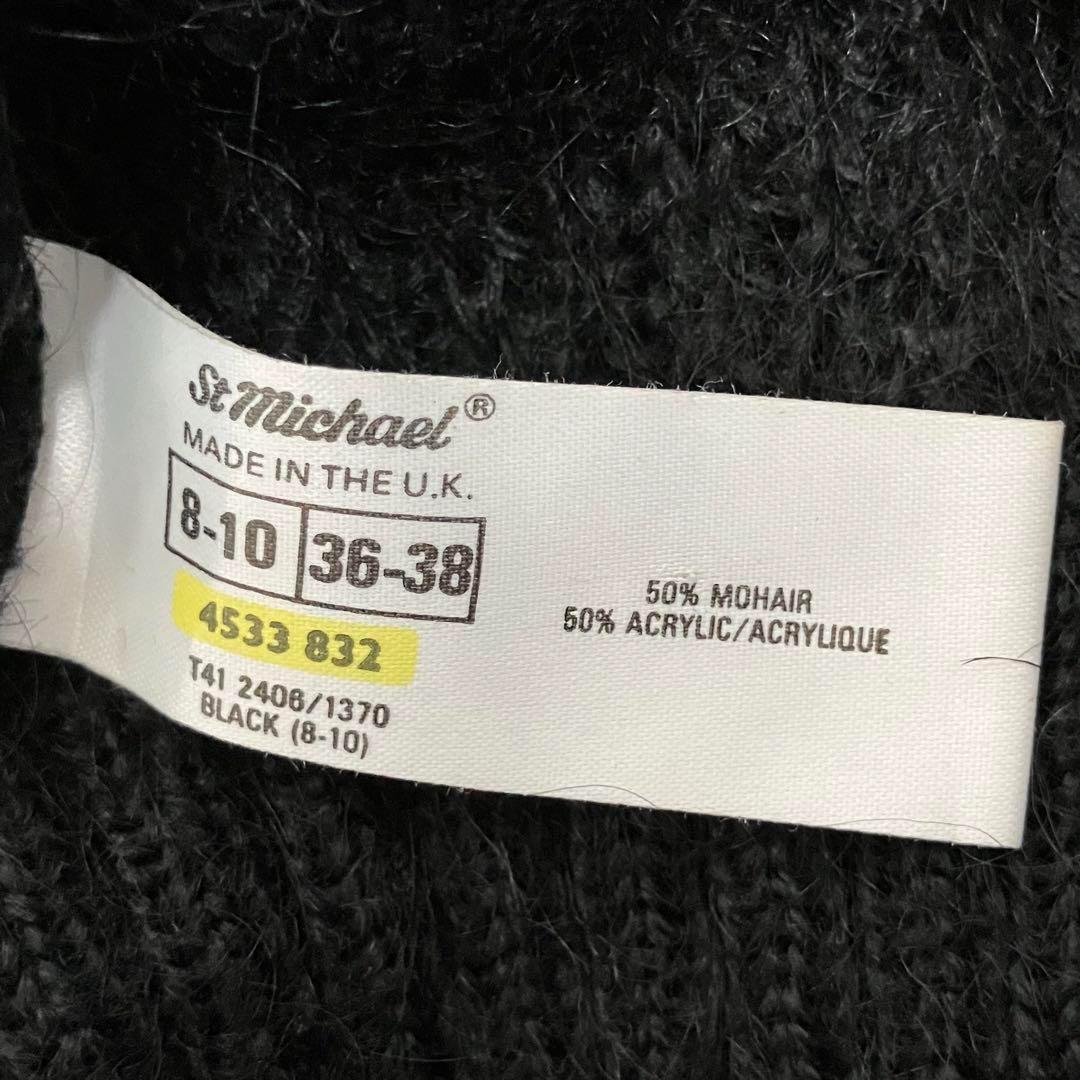 St Michael®
MADE IN THE U.K.
8-10 36-38
4533 832
T41 2406/1370
BLACK (8-10)
50% MOHAIR
50% ACRYLIC/ACRYLIQUE